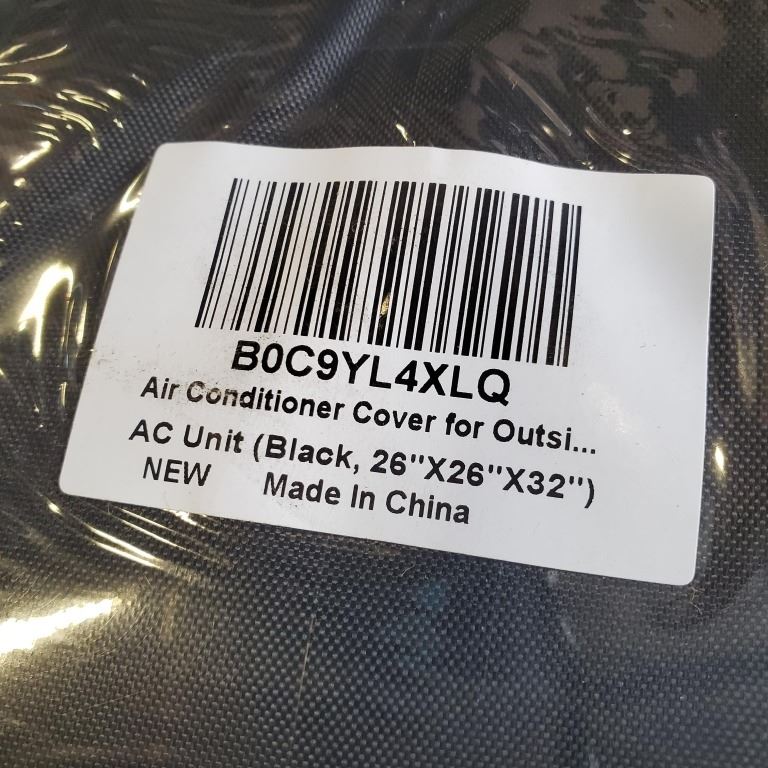 B0C9YL4XLQ
Air Conditioner Cover for Outsi...
AC Unit (Black, 26"X26"X32")
NEW Made In China